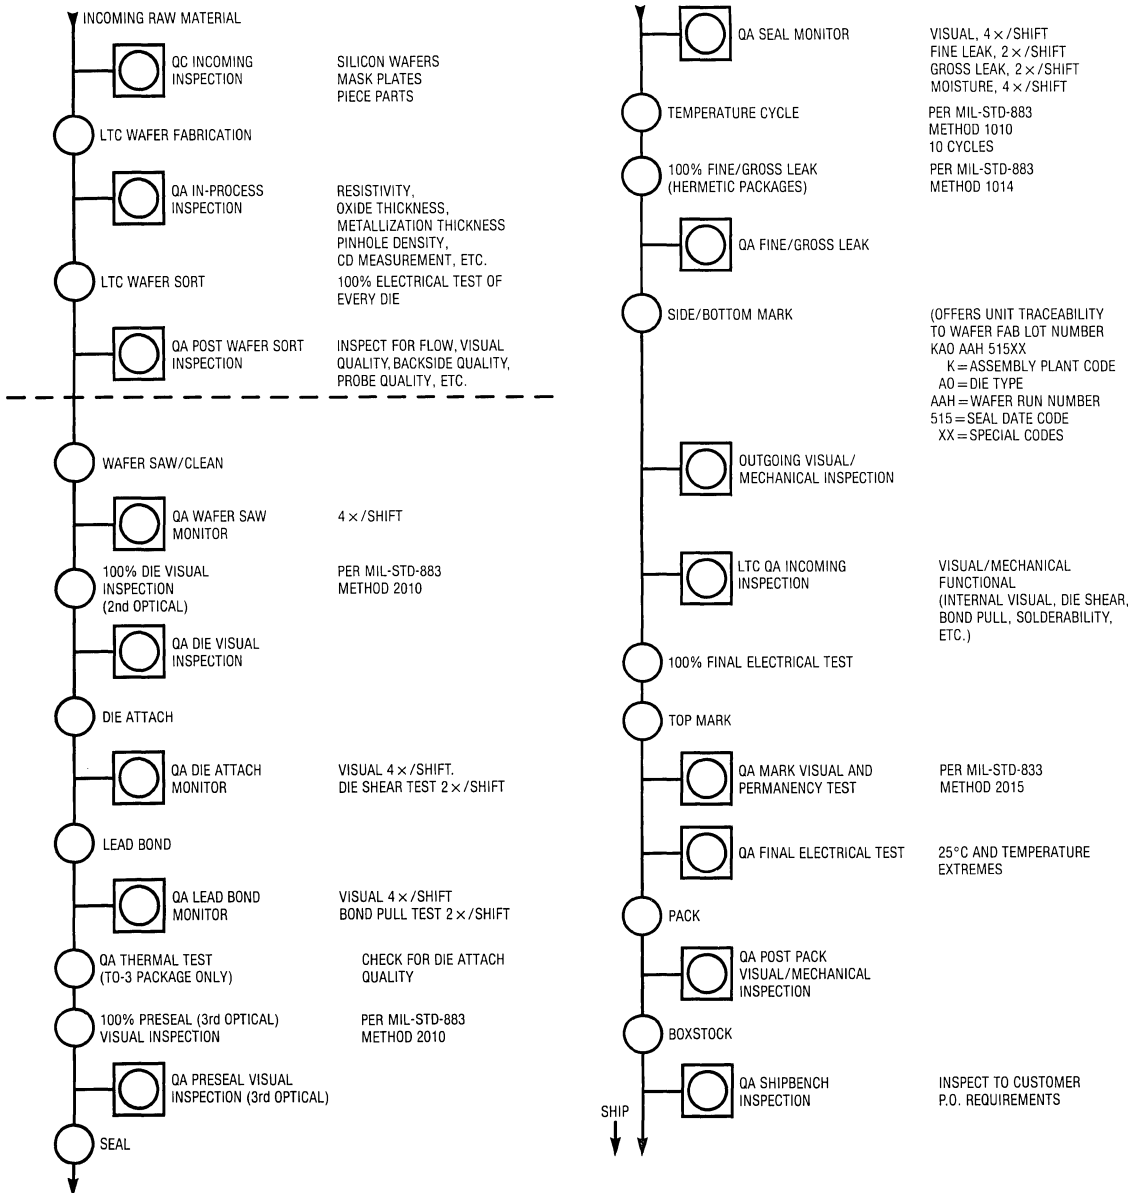 INCOMING RAW MATERIAL
QC INCOMING
INSPECTION
SILICON WAFERS
MASK PLATES
PIECE PARTS
LTC WAFER FABRICATION
QA IN-PROCESS
INSPECTION
RESISTIVITY,
OXIDE THICKNESS,
METALLIZATION THICKNESS
PINHOLE DENSITY,
CD MEASUREMENT, ETC.
LTC WAFER SORT
100% ELECTRICAL TEST OF
EVERY DIE
QA POST WAFER SORT
INSPECTION
INSPECT FOR FLOW, VISUAL
QUALITY, BACKSIDE QUALITY,
PROBE QUALITY, ETC.
WAFER SAW/CLEAN
QA WAFER SAW
MONITOR
4×/SHIFT
100% DIE VISUAL
INSPECTION
(2nd OPTICAL)
PER MIL-STD-883
METHOD 2010
QA DIE VISUAL
INSPECTION
DIE ATTACH
QA DIE ATTACH
MONITOR
VISUAL 4×/SHIFT.
DIE SHEAR TEST 2×/SHIFT
LEAD BOND
QA LEAD BOND
MONITOR
VISUAL 4×/SHIFT
BOND PULL TEST 2×/SHIFT
QA THERMAL TEST
(TO-3 PACKAGE ONLY)
CHECK FOR DIE ATTACH
QUALITY
100% PRESEAL (3rd OPTICAL)
VISUAL INSPECTION
PER MIL-STD-883
METHOD 2010
QA PRESEAL VISUAL
INSPECTION (3rd OPTICAL)
SEAL
QA SEAL MONITOR
VISUAL, 4×/SHIFT
FINE LEAK, 2×/SHIFT
GROSS LEAK, 2×/SHIFT
MOISTURE, 4×/SHIFT
TEMPERATURE CYCLE
PER MIL-STD-883
METHOD 1010
10 CYCLES
100% FINE/GROSS LEAK
(HERMETIC PACKAGES)
PER MIL-STD-883
METHOD 1014
QA FINE/GROSS LEAK
SIDE/BOTTOM MARK
(OFFERS UNIT TRACEABILITY
TO WAFER FAB LOT NUMBER
KAO AAH 515XX
K=ASSEMBLY PLANT CODE
AO=DIE TYPE
AAH=WAFER RUN NUMBER
515=SEAL DATE CODE
XX=SPECIAL CODES
OUTGOING VISUAL/
MECHANICAL INSPECTION
LTC QA INCOMING
INSPECTION
VISUAL/MECHANICAL
FUNCTIONAL
(INTERNAL VISUAL, DIE SHEAR,
BOND PULL, SOLDERABILITY,
ETC.)
100% FINAL ELECTRICAL TEST
TOP MARK
QA MARK VISUAL AND
PERMANENCY TEST
PER MIL-STD-833
METHOD 2015
QA FINAL ELECTRICAL TEST
25°C AND TEMPERATURE
EXTREMES
PACK
QA POST PACK
VISUAL/MECHANICAL
INSPECTION
BOXSTOCK
QA SHIPBENCH
INSPECTION
INSPECT TO CUSTOMER
P.O. REQUIREMENTS
SHIP